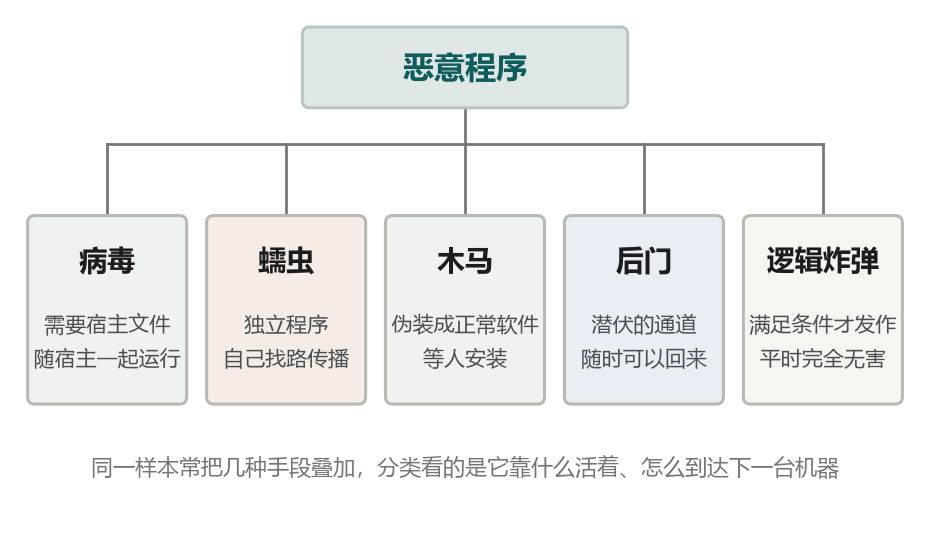 恶意程序
病毒
需要宿主文件
随宿主一起运行
蠕虫
独立程序
自己找路传播
木马
伪装成正常软件
等人安装
后门
潜伏的通道
随时可以回来
逻辑炸弹
满足条件才发作
平时完全无害
同一样本常把几种手段叠加，分类看的是它靠什么活着、怎么到达下一台机器